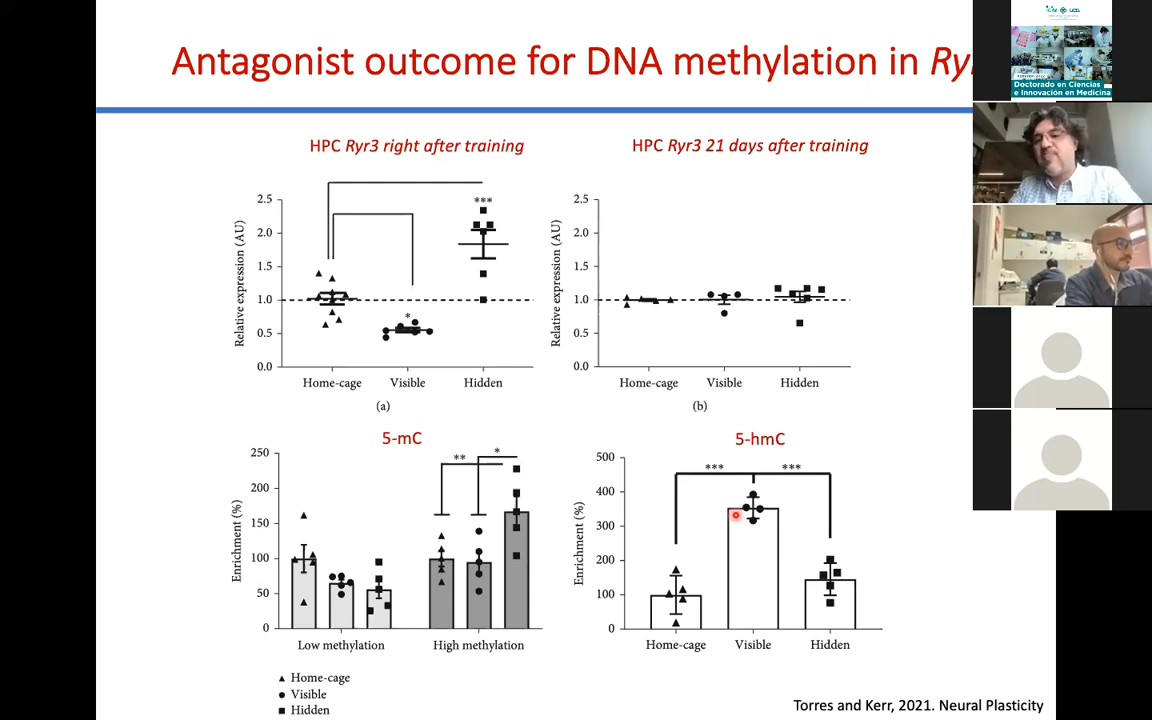 Antagonist outcome for DNA methylation in Ry
HPC Ryr3 right after training
HPC Ryr3 21 days after training
Relative expression (AU)
2.5
2.0
1.5
1.0
0.5
0.0
***
*
Home-cage
Visible
Hidden
(a)
Relative expression (AU)
2.5
2.0
1.5
1.0
0.5
0.0
Home-cage
Visible
Hidden
(b)
5-mC
Enrichment (%)
250
200
150
100
50
0
**
*
Low methylation
High methylation
Home-cage
Visible
Hidden
5-hmC
Enrichment (%)
500
400
300
200
100
0
***
***
Home-cage
Visible
Hidden
Torres and Kerr, 2021. Neural Plasticity
Doctorado en Ciencias
e Innovación en Medicina